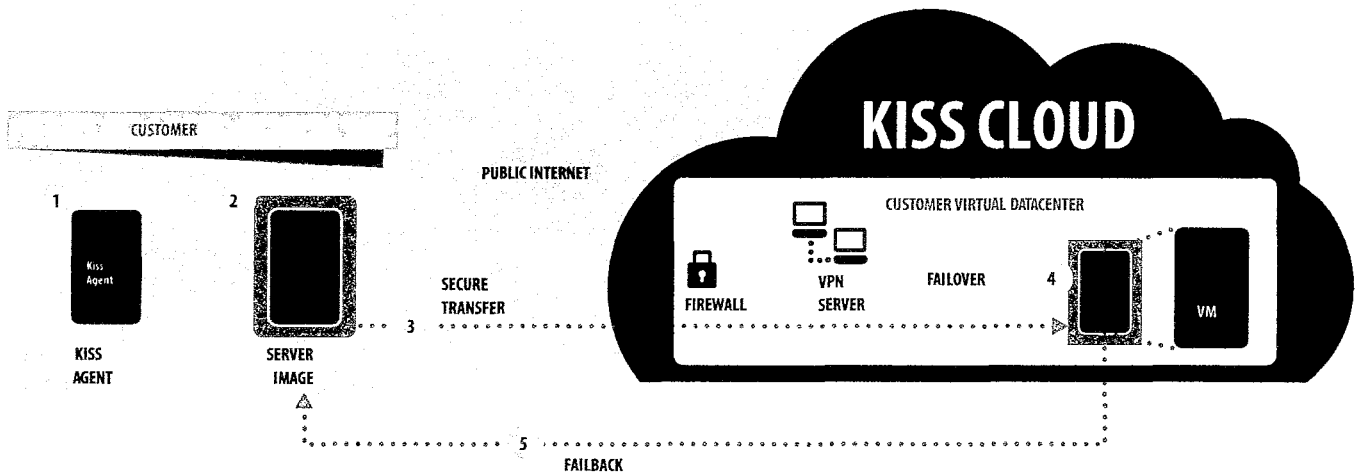 KISS CLOUD
CUSTOMER
PUBLIC INTERNET
CUSTOMER VIRTUAL DATACENTER
1
2
Kiss
Agent
SECURE
TRANSFER
3
FIREWALL
VPN
SERVER
FAILOVER
4
VM
KISS
AGENT
SERVER
IMAGE
5
FAILBACK